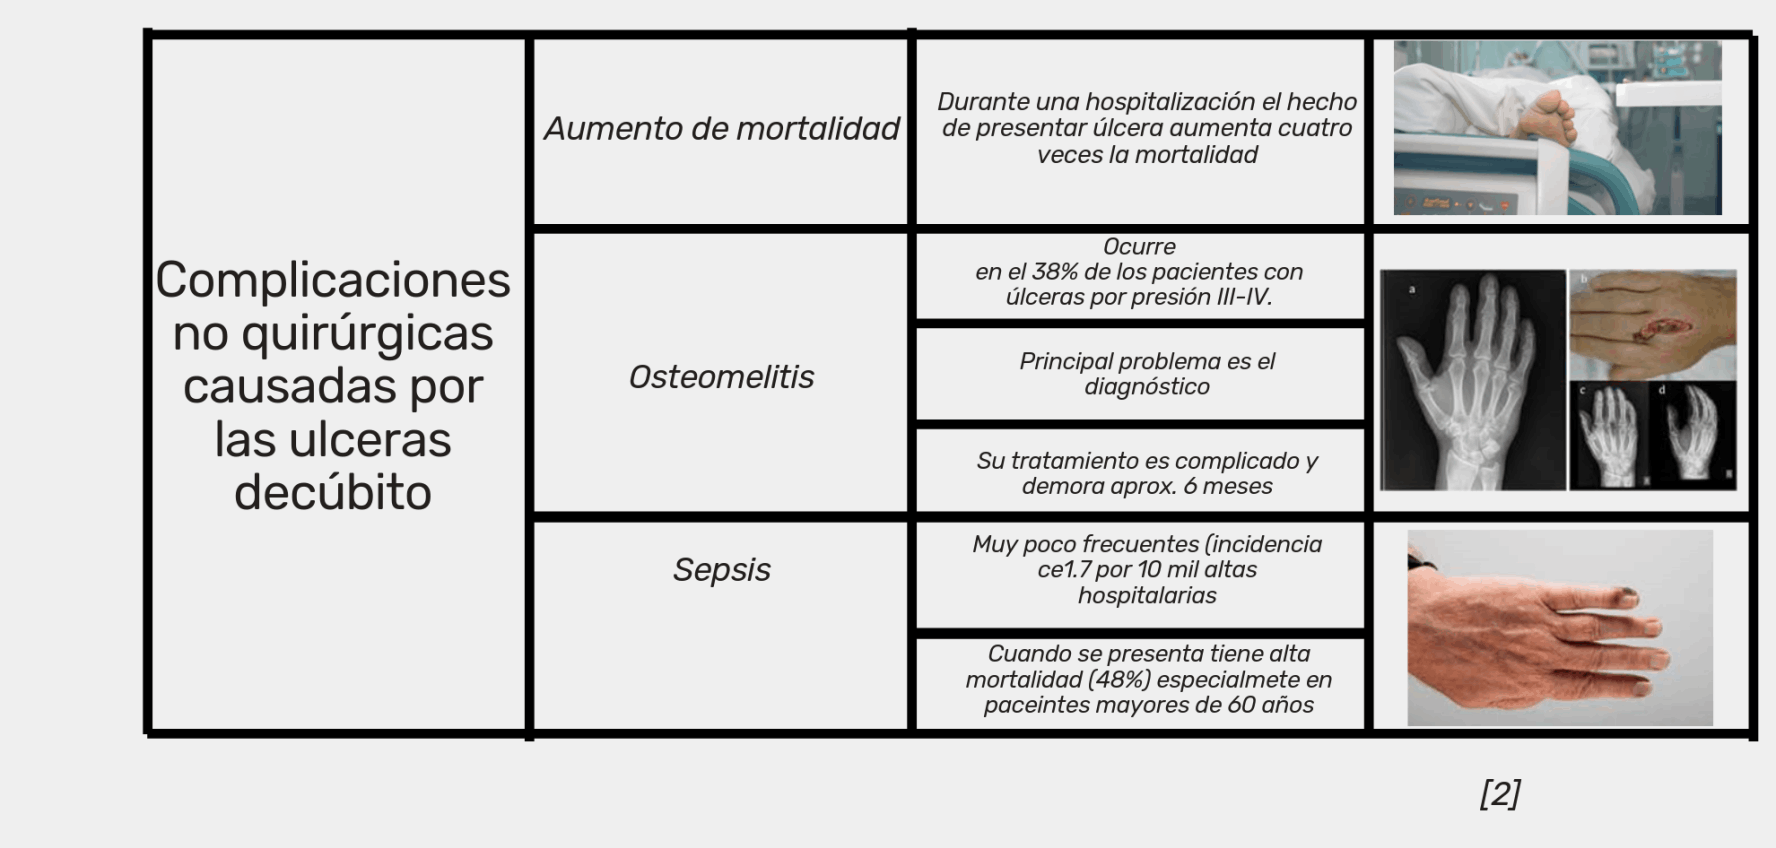 Complicaciones
no quirúrgicas
causadas por
las ulceras
decúbito
Aumento de mortalidad
Durante una hospitalización el hecho
de presentar úlcera aumenta cuatro
veces la mortalidad
Osteomelitis
Ocurre
en el 38% de los pacientes con
úlceras por presión III-IV.
Principal problema es el
diagnóstico
Su tratamiento es complicado y
demora aprox. 6 meses
a
b
c
d
Sepsis
Muy poco frecuentes (incidencia
ce1.7 por 10 mil altas
hospitalarias
Cuando se presenta tiene alta
mortalidad (48%) especialmete en
paceintes mayores de 60 años
[2]